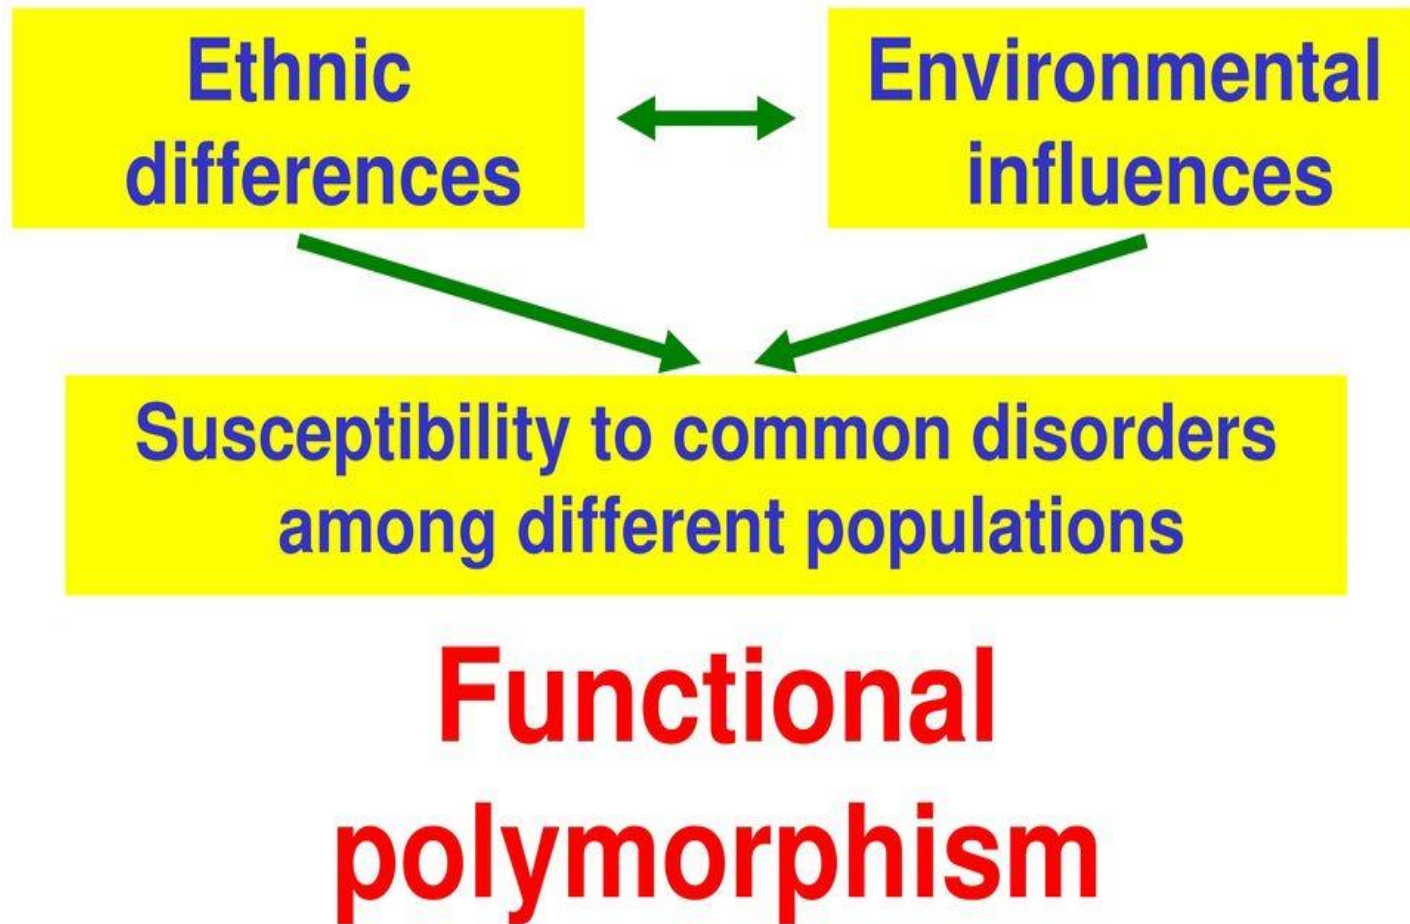 Ethnic
differences
Environmental
influences
Susceptibility to common disorders
among different populations
Functional
polymorphism